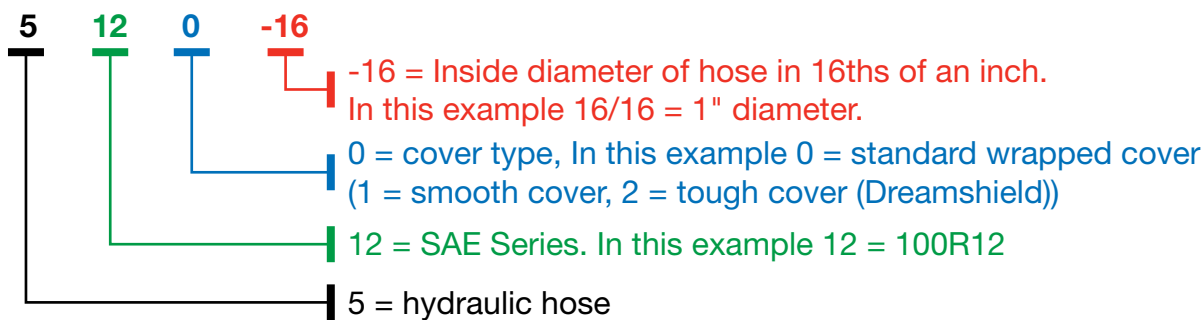 5 12 0 -16
-16 = Inside diameter of hose in 16ths of an inch.
In this example 16/16 = 1" diameter.
0 = cover type, In this example 0 = standard wrapped cover
(1 = smooth cover, 2 = tough cover (Dreamshield))
12 = SAE Series. In this example 12 = 100R12
5 = hydraulic hose